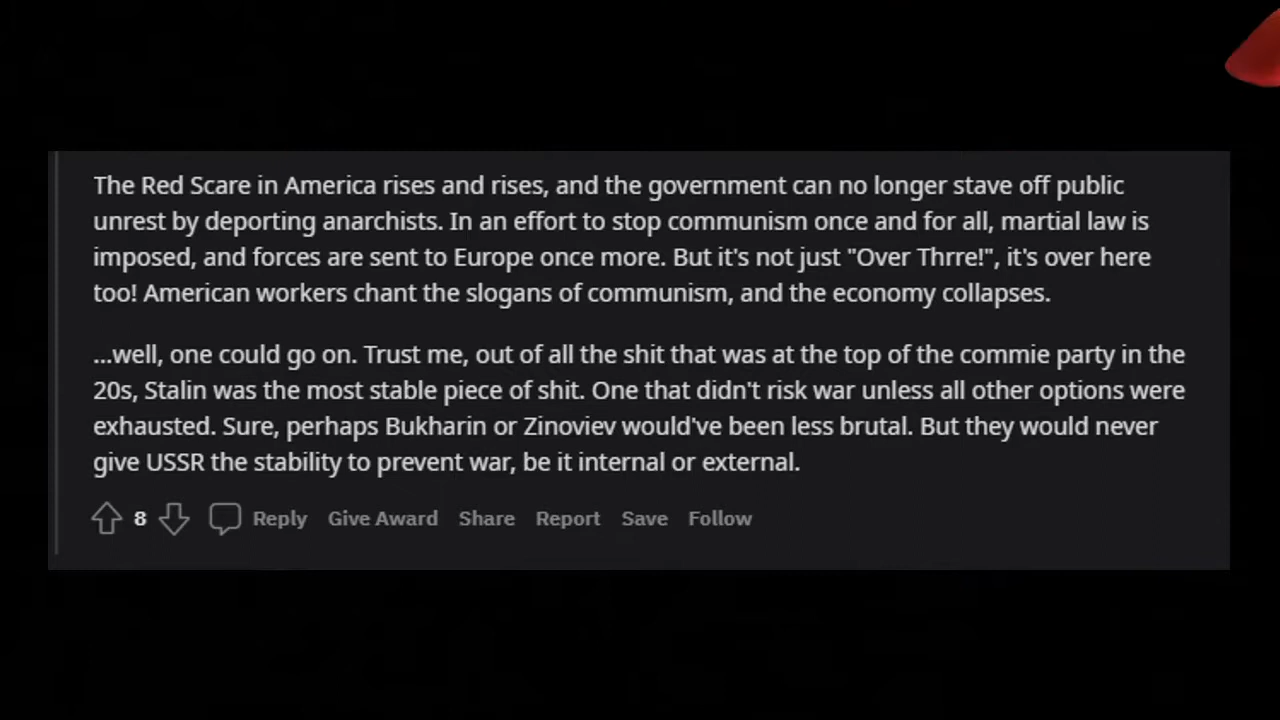 The Red Scare in America rises and rises, and the government can no longer stave off public
unrest by deporting anarchists. In an effort to stop communism once and for all, martial law is
imposed, and forces are sent to Europe once more. But it's not just "Over Thrre!", it's over here
too! American workers chant the slogans of communism, and the economy collapses.
...well, one could go on. Trust me, out of all the shit that was at the top of the commie party in the
20s, Stalin was the most stable piece of shit. One that didn't risk war unless all other options were
exhausted. Sure, perhaps Bukharin or Zinoviev would've been less brutal. But they would never
give USSR the stability to prevent war, be it internal or external.
8 Reply Give Award Share Report Save Follow